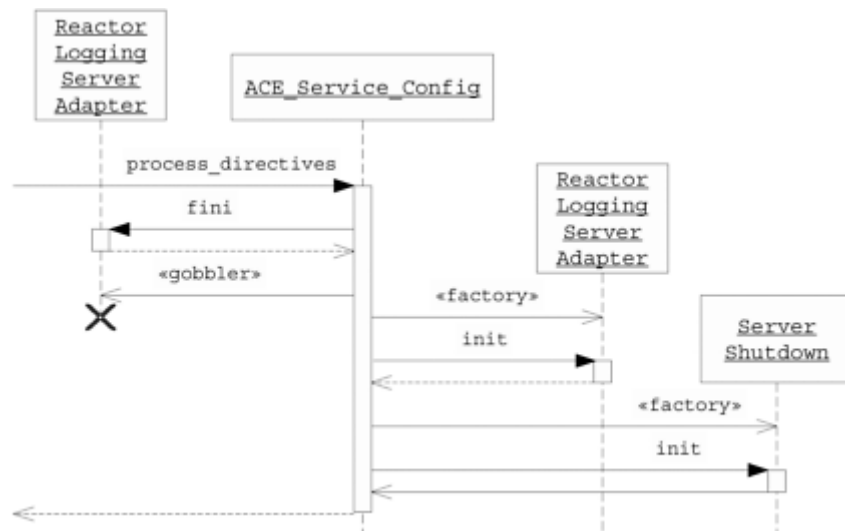 Reactor
Logging
Server
Adapter
ACE_Service_Config
process_directives
fini
«gobbler»
Reactor
Logging
Server
Adapter
«factory»
init
Server
Shutdown
«factory»
init